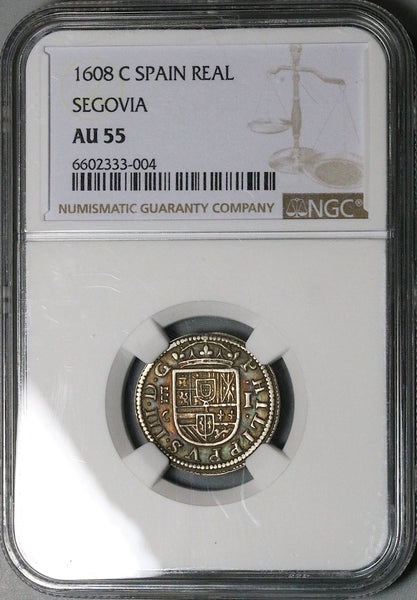 1608 C SPAIN REAL
SEGOVIA
AU 55
6602333-004
NUMISMATIC GUARANTY COMPANY NGC®
PHILIPPVS·III·D·G
C
I